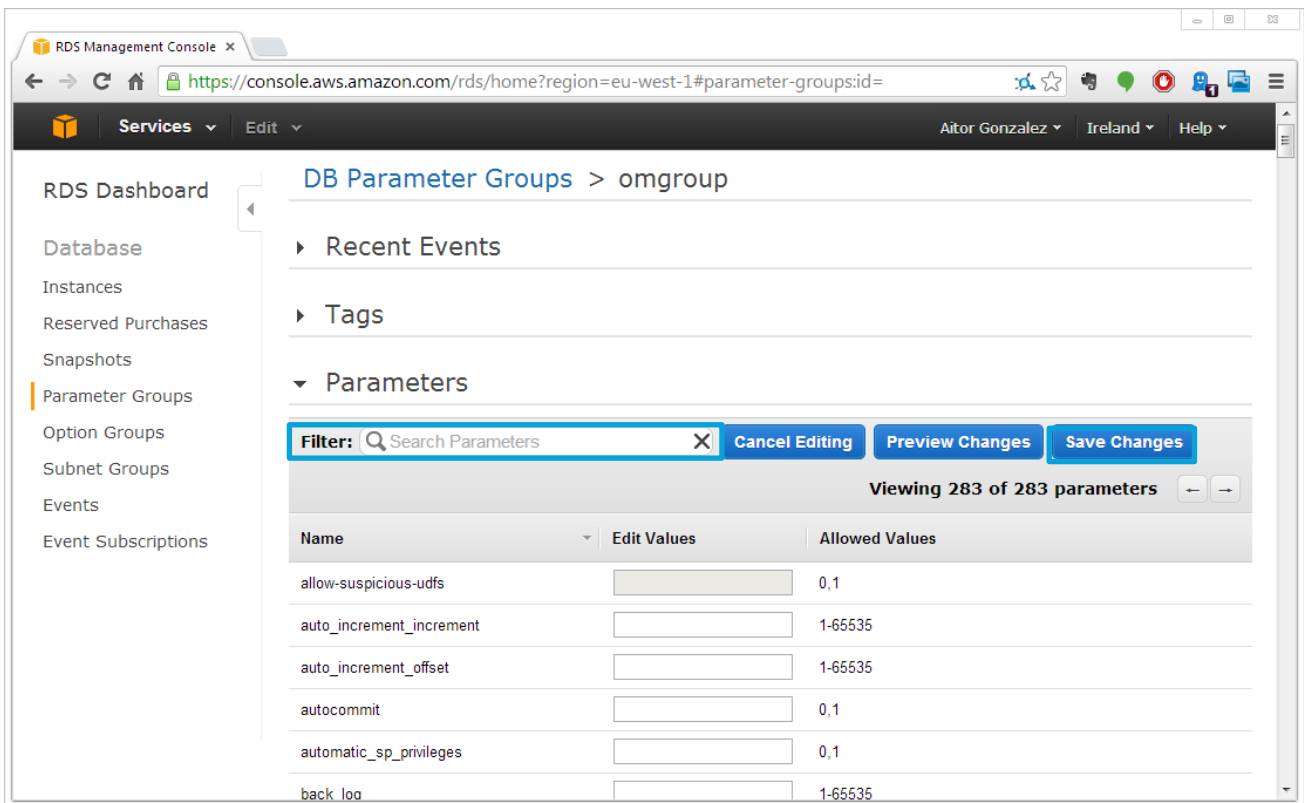 RDS Management Console
https://console.aws.amazon.com/rds/home?region=eu-west-1#parameter-groups:id=
1
Services Edit Aitor Gonzalez Ireland Help
RDS Dashboard
Database
Instances
Reserved Purchases
Snapshots
Parameter Groups
Option Groups
Subnet Groups
Events
Event Subscriptions
DB Parameter Groups > omgroup
Recent Events
Tags
Parameters
Filter: Search Parameters Cancel Editing Preview Changes Save Changes
Viewing 283 of 283 parameters
Name Edit Values Allowed Values
allow-suspicious-udfs 0,1
auto_increment_increment 1-65535
auto_increment_offset 1-65535
autocommit 0,1
automatic_sp_privileges 0,1
back_log 1-65535